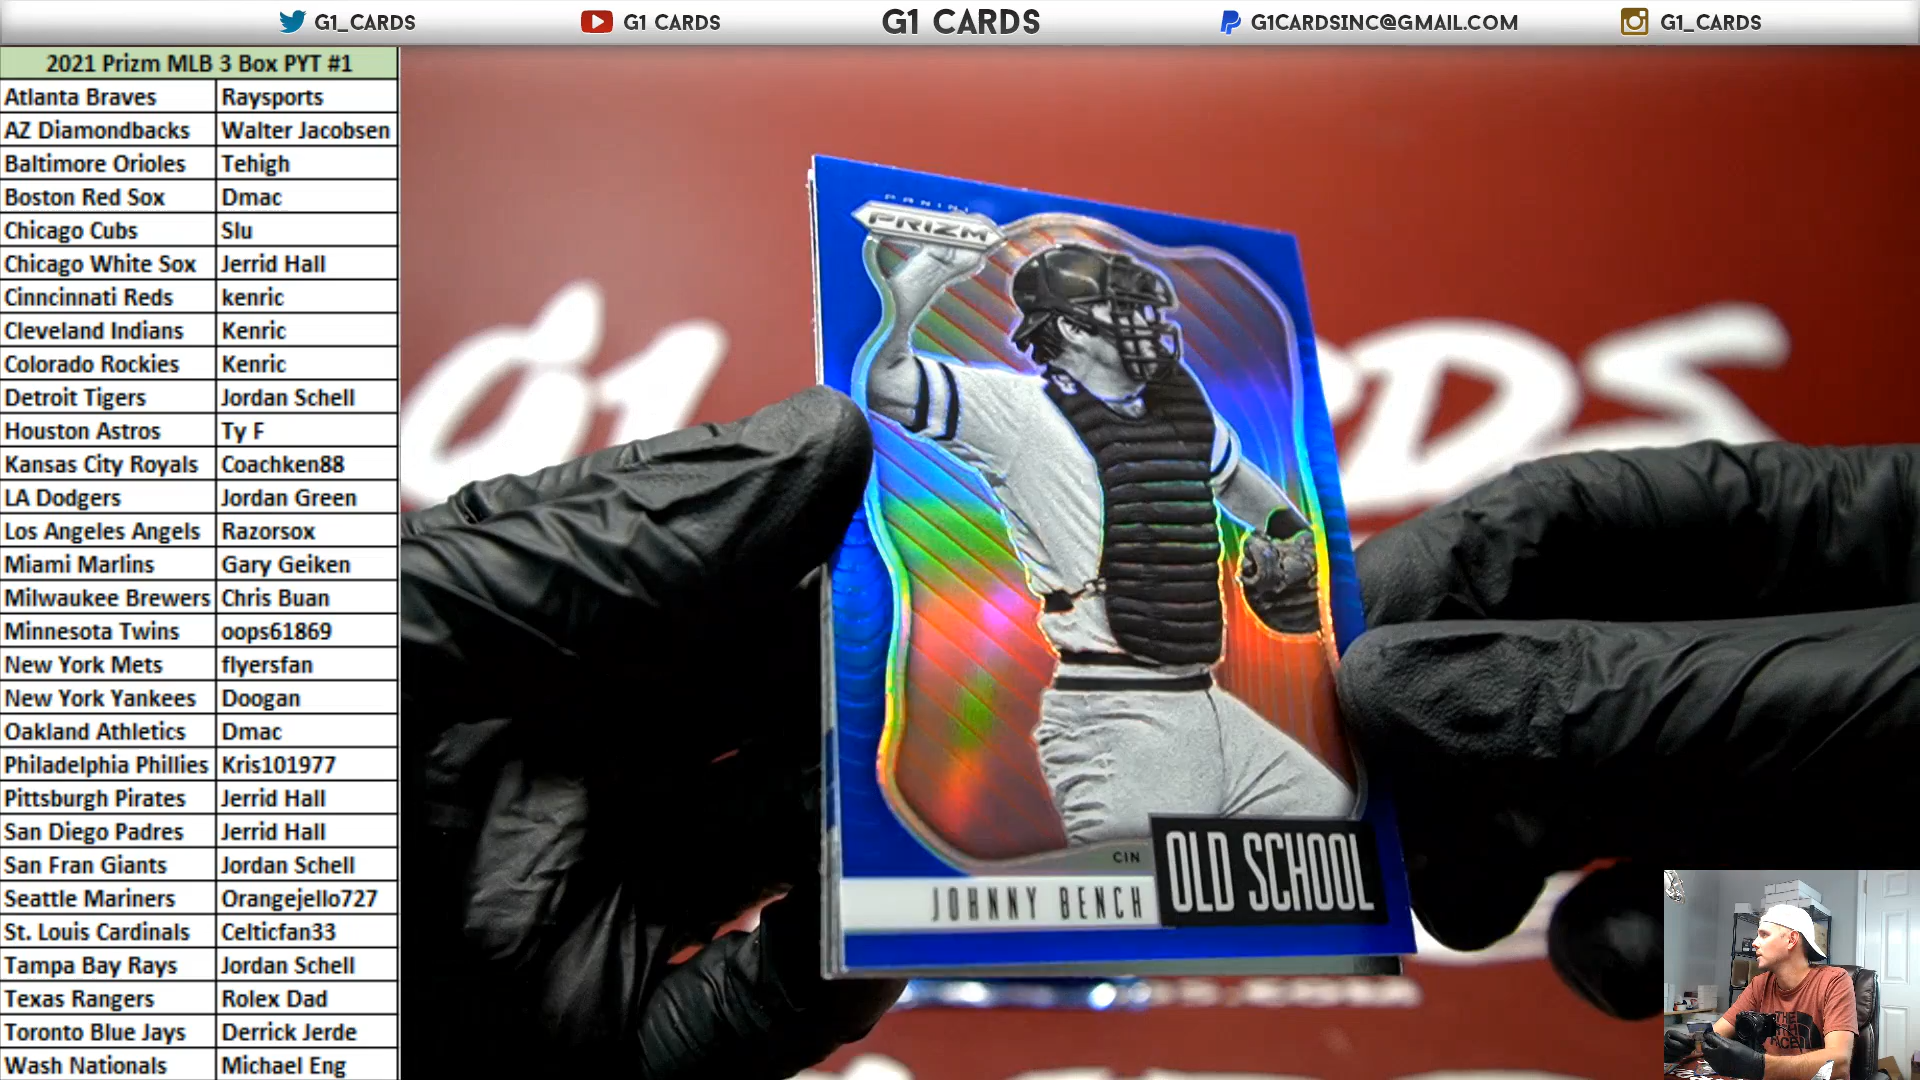 G1_CARDS
G1 CARDS
G1 CARDS
G1CARDSINC@GMAIL.COM
G1_CARDS
2021 Prizm MLB 3 Box PYT #1
Atlanta Braves Raysports
AZ Diamondbacks Walter Jacobsen
Baltimore Orioles Tehigh
Boston Red Sox Dmac
Chicago Cubs Slu
Chicago White Sox Jerrid Hall
Cinncinnati Reds kenric
Cleveland Indians Kenric
Colorado Rockies Kenric
Detroit Tigers Jordan Schell
Houston Astros Ty F
Kansas City Royals Coachken88
LA Dodgers Jordan Green
Los Angeles Angels Razorsox
Miami Marlins Gary Geiken
Milwaukee Brewers Chris Buan
Minnesota Twins oops61869
New York Mets flyersfan
New York Yankees Doogan
Oakland Athletics Dmac
Philadelphia Phillies Kris101977
Pittsburgh Pirates Jerrid Hall
San Diego Padres Jerrid Hall
San Fran Giants Jordan Schell
Seattle Mariners Orangejello727
St. Louis Cardinals Celticfan33
Tampa Bay Rays Jordan Schell
Texas Rangers Rolex Dad
Toronto Blue Jays Derrick Jerde
Wash Nationals Michael Eng
PANINI
PRIZM
CIN
JOHNNY BENCH
OLD SCHOOL
G1 CARDS
THE
NORTH
FACE